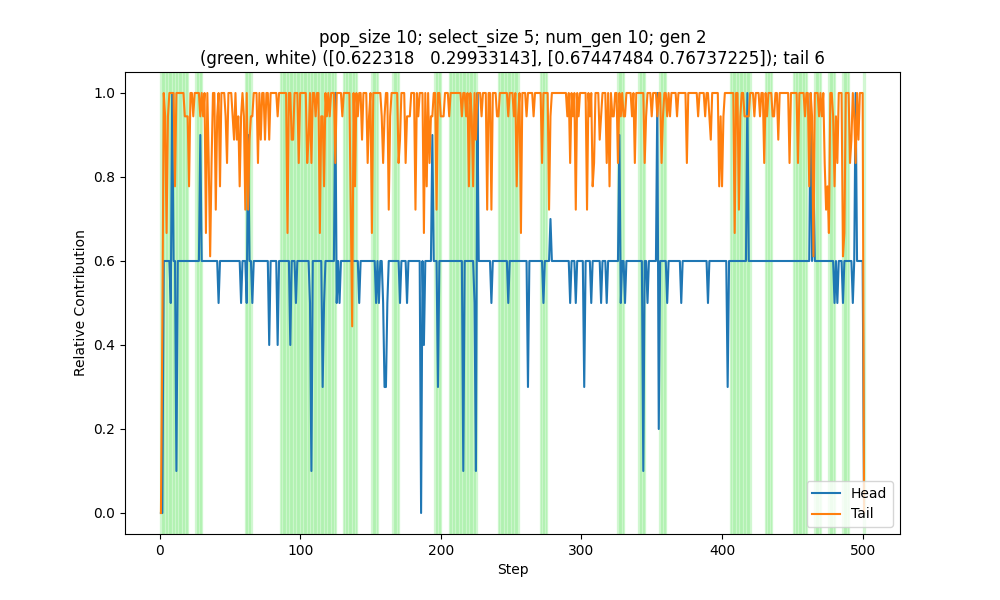 pop_size 10; select_size 5; num_gen 10; gen 2
(green, white) ([0.622318   0.29933143], [0.67447484 0.76737225]); tail 6
1.0
0.8
0.6
0.4
0.2
0.0
Relative Contribution
0
100
200
300
400
500
Step
Head
Tail